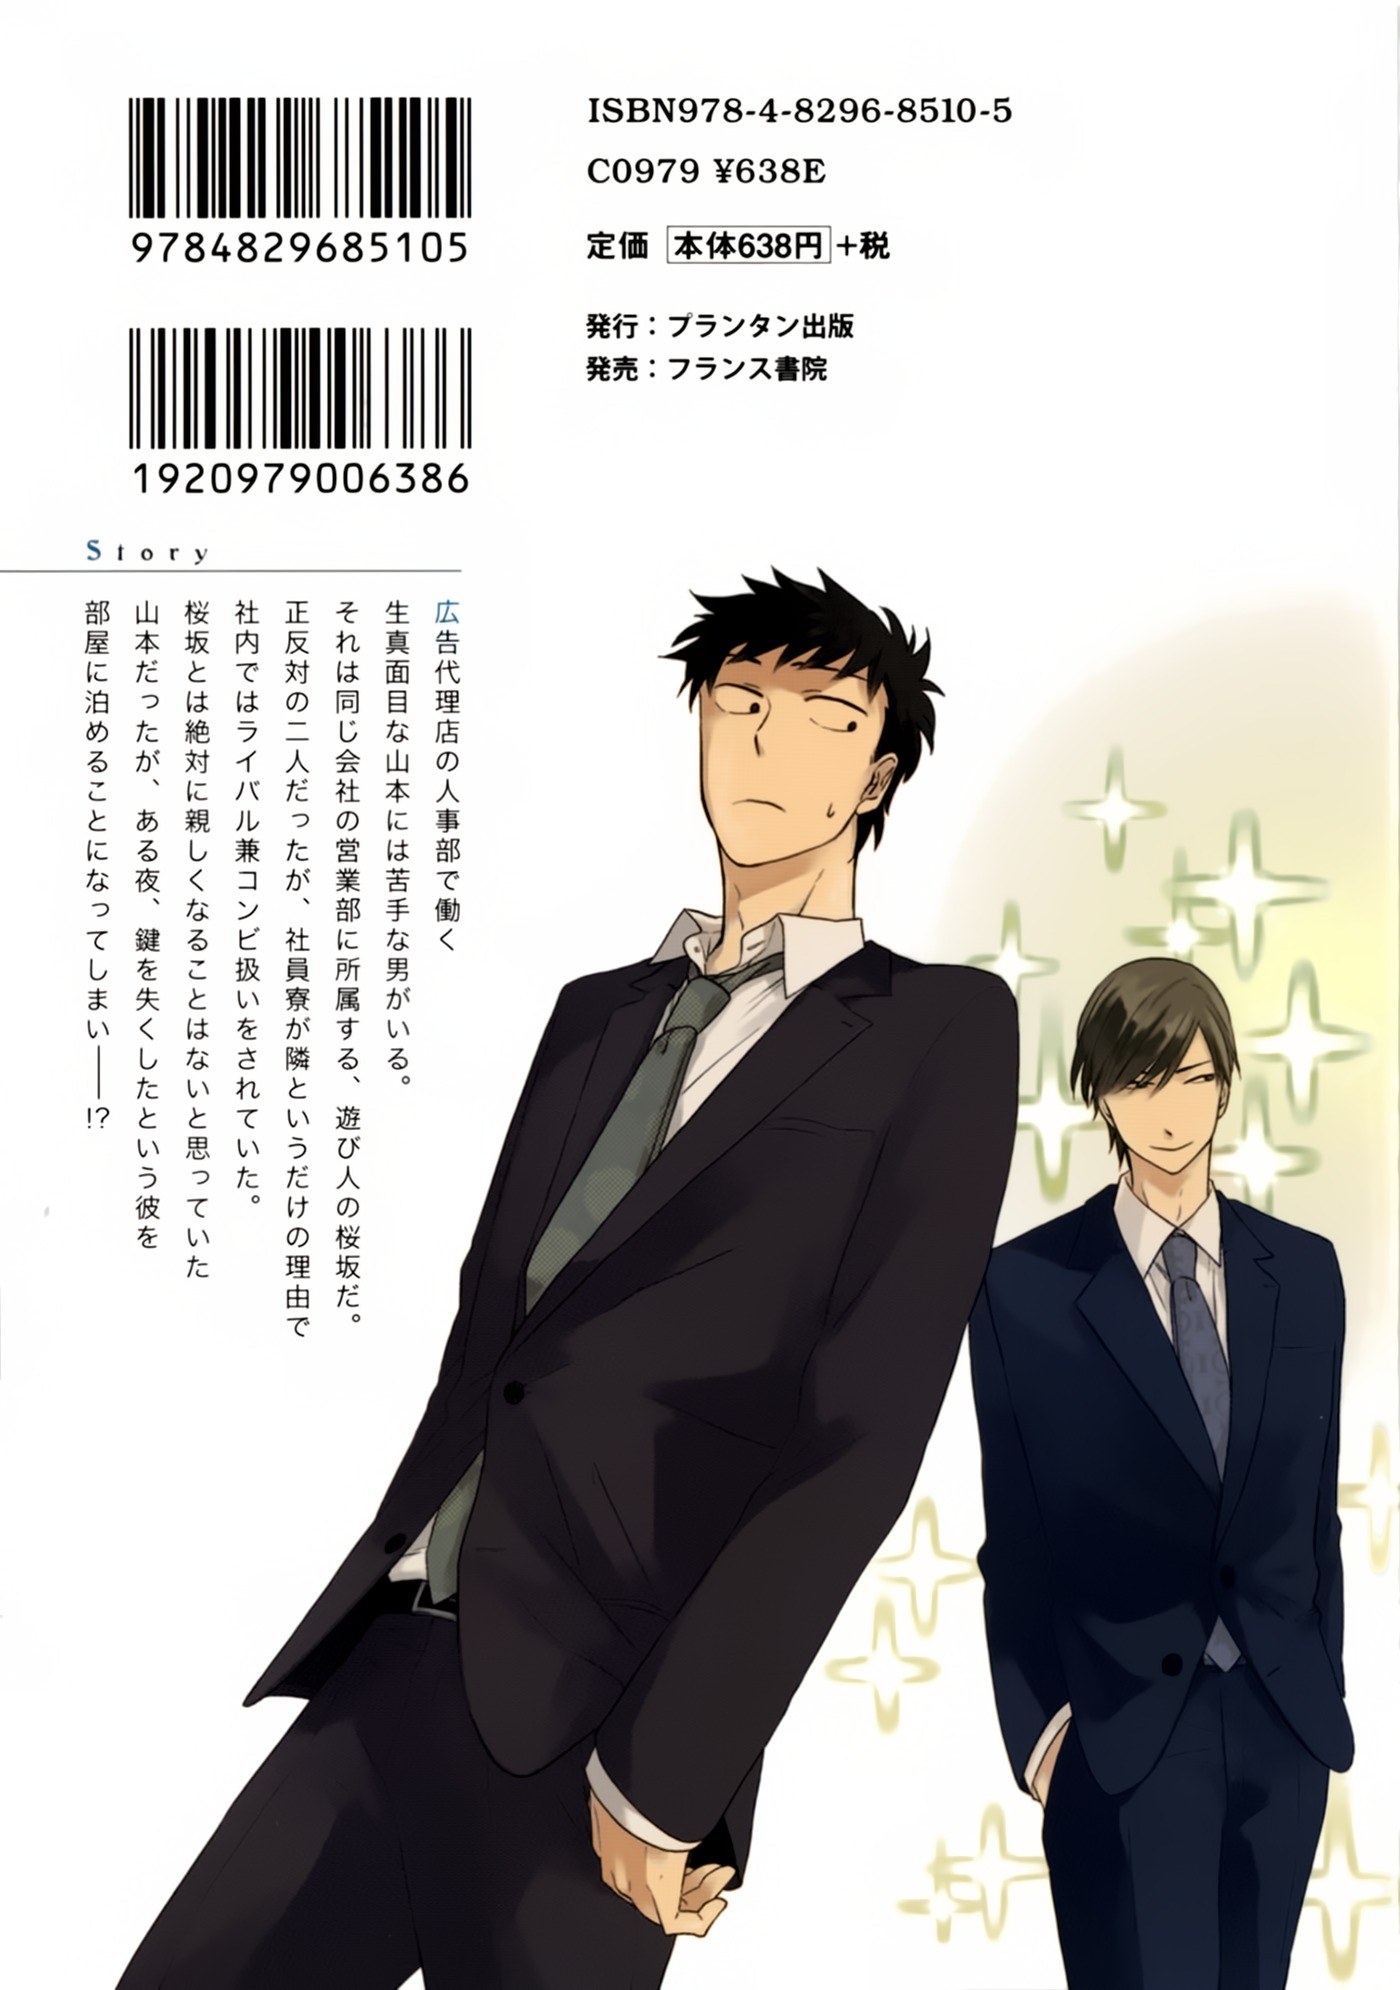 9784829685105
1920979006386
ISBN978-4-8296-8510-5
C0979 ¥638E
定価 本体638円+税
発行：プランタン出版
発売：フランス書院
Story
広告代理店の人事部で働く
生真面目な山本には苦手な男がいる。
それは同じ会社の営業部に所属する、遊び人の桜坂だ。
正反対の二人だったが、社員寮が隣というだけの理由で
社内ではライバル兼コンビ扱いをされていた。
桜坂とは絶対に親しくなることはないと思っていた
山本だったが、ある夜、鍵を失くしたという彼を
部屋に泊めることになってしまい――!?